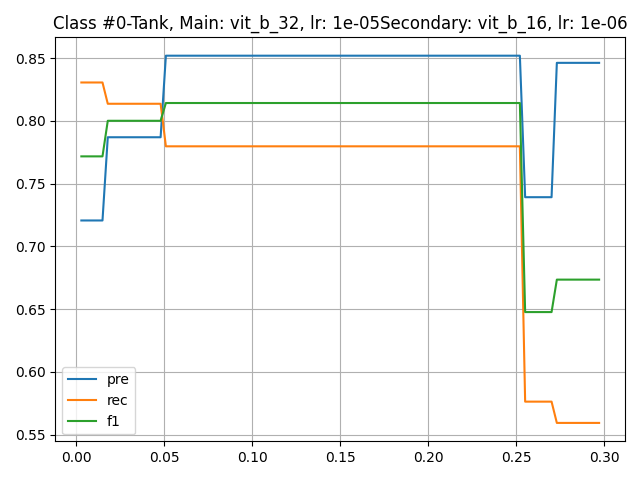 Class #0-Tank, Main: vit_b_32, lr: 1e-05Secondary: vit_b_16, lr: 1e-06
0.85
0.80
0.75
0.70
0.65
0.60
0.55
pre
rec
f1
0.00 0.05 0.10 0.15 0.20 0.25 0.30